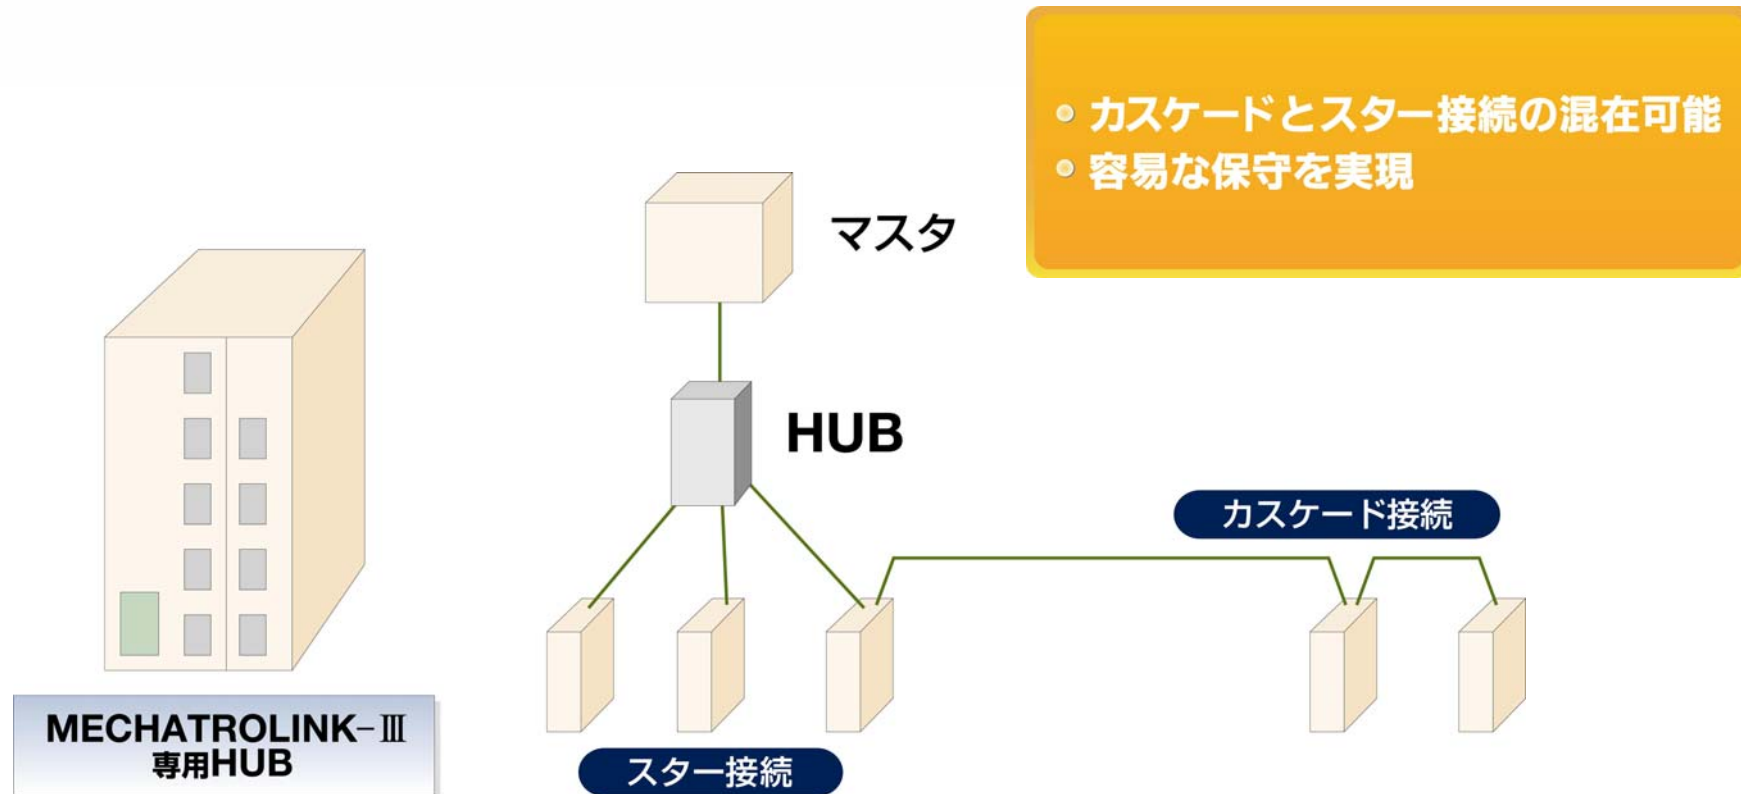 カスケードとスター接続の混在可能
容易な保守を実現
マスタ
HUB
カスケード接続
スター接続
MECHATROLINK-Ⅲ
専用HUB